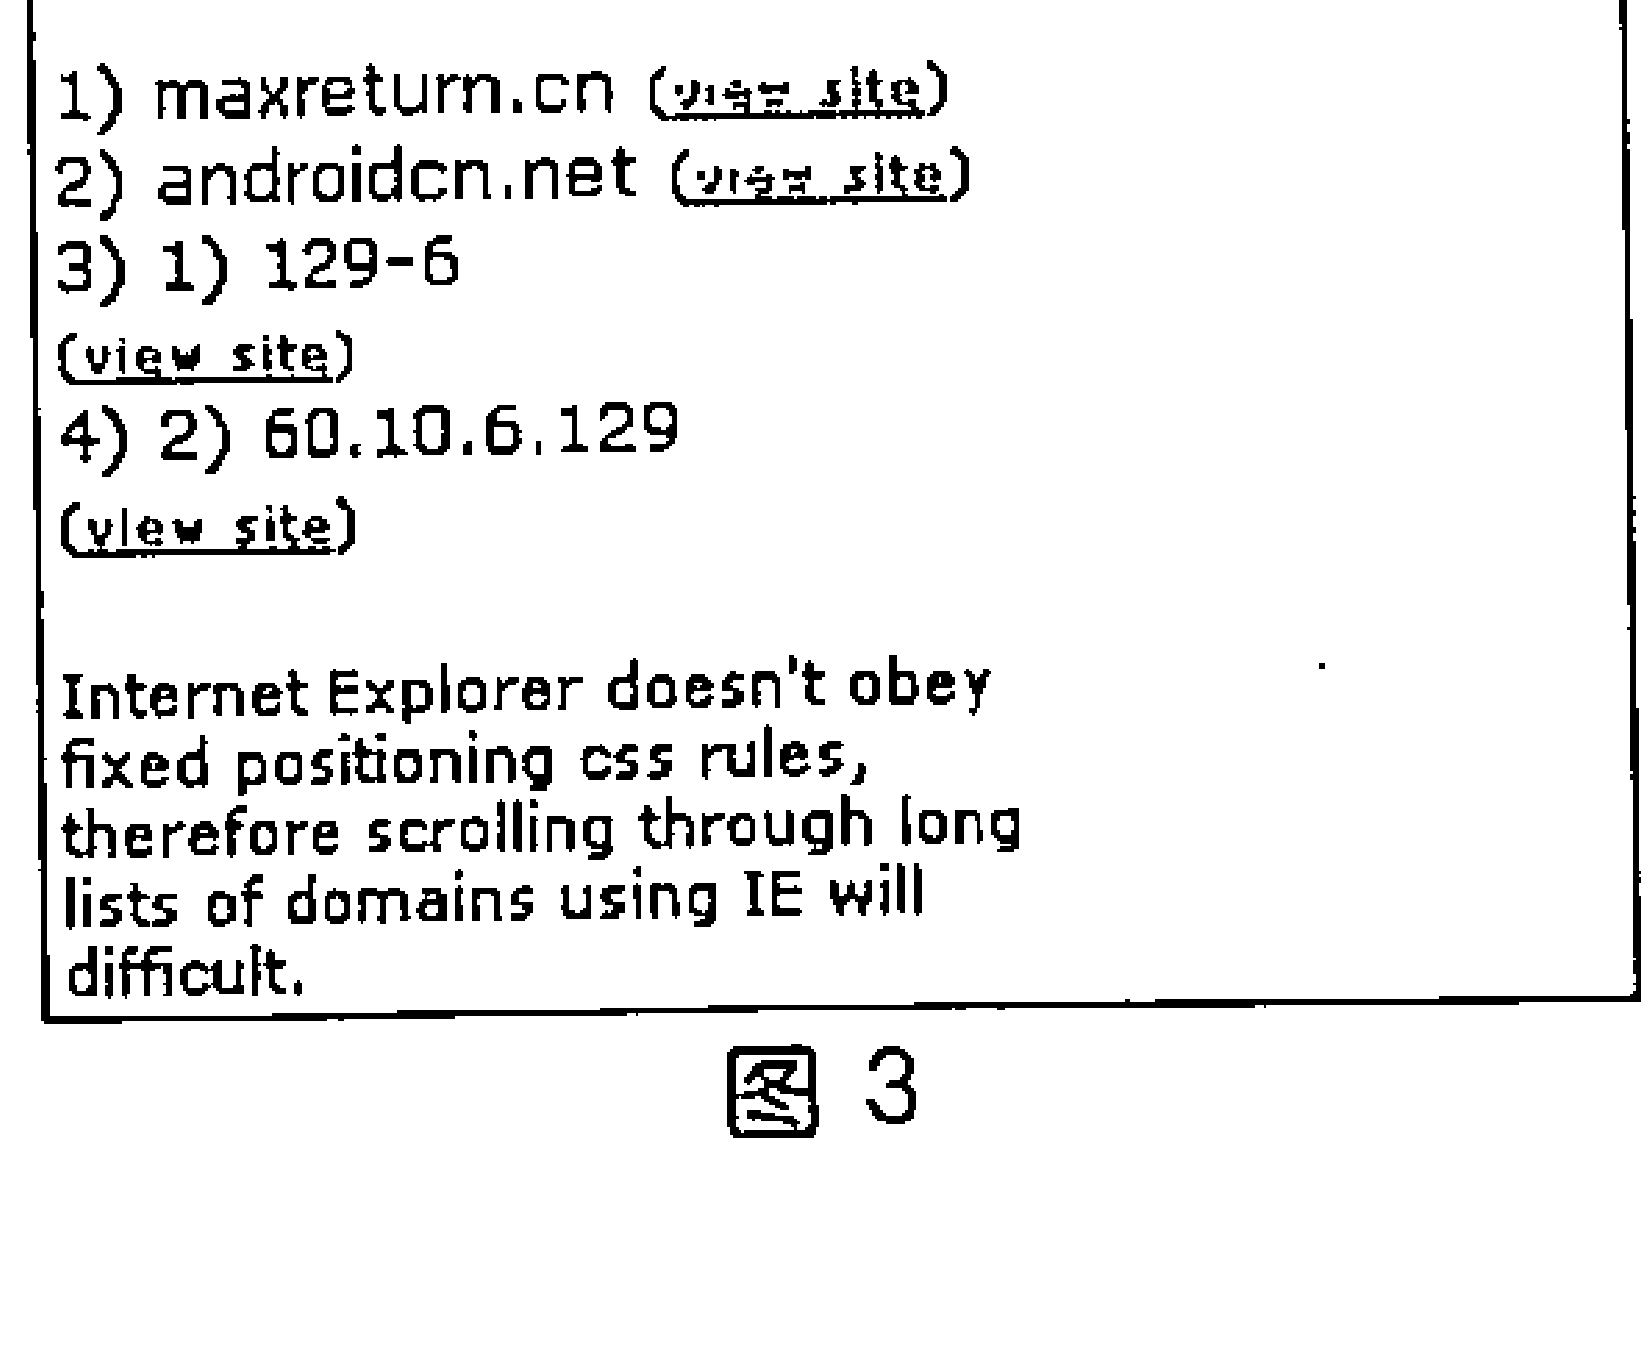 1) maxreturn.cn (view site)
2) androidcn.net (view site)
3) 1) 129-6
(view site)
4) 2) 60.10.6.129
(view site)
Internet Explorer doesn't obey
fixed positioning css rules,
therefore scrolling through long
lists of domains using IE will
difficult.
图 3